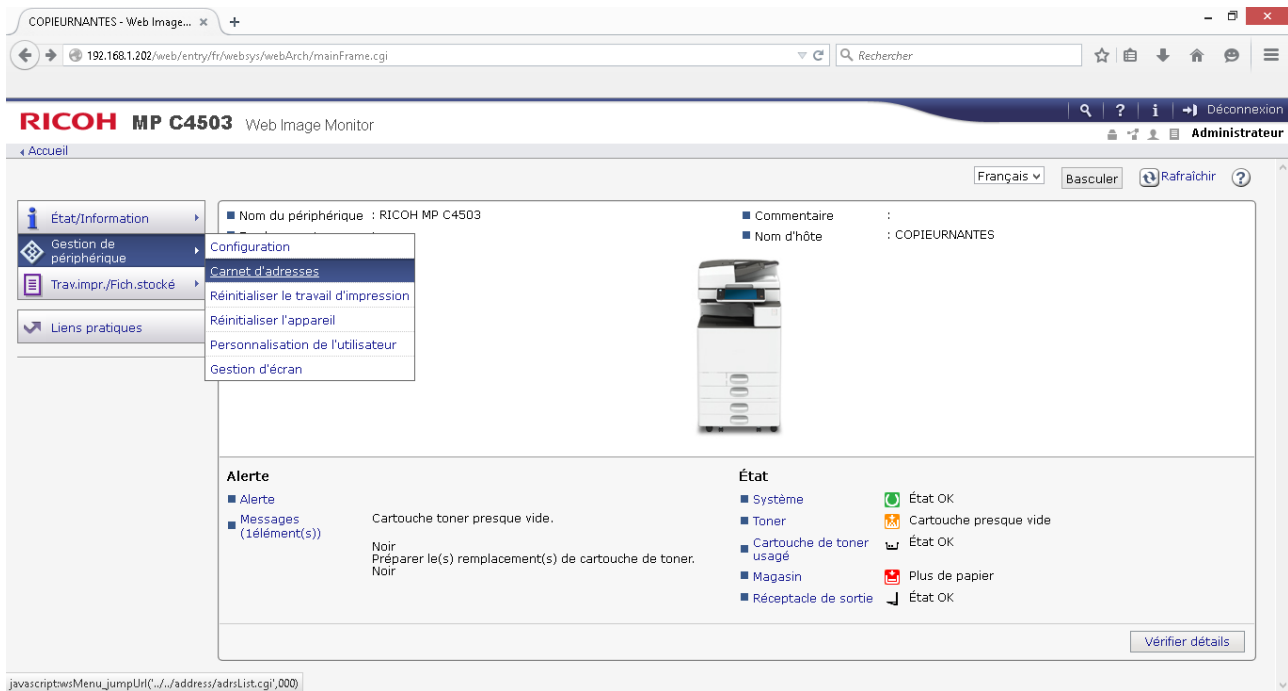 COPIEURNANTES - Web Image... × +
192.168.1.202/web/entry/fr/websys/webArch/mainFrame.cgi
Rechercher
RICOH MP C4503 Web Image Monitor
? i Déconnexion
Administrateur
Accueil
Français Basculer Rafraîchir ?
État/Information
Gestion de
périphérique
Trav.impr./Fich.stocké
Liens pratiques
Configuration
Carnet d'adresses
Réinitialiser le travail d'impression
Réinitialiser l'appareil
Personnalisation de l'utilisateur
Gestion d'écran
Nom du périphérique : RICOH MP C4503
Commentaire :
Nom d'hôte : COPIEURNANTES
Alerte
Alerte
Messages
(1élément(s))
Cartouche toner presque vide.
Noir
Préparer le(s) remplacement(s) de cartouche de toner.
Noir
État
Système État OK
Toner Cartouche presque vide
Cartouche de toner
usagé
État OK
Magasin Plus de papier
Réceptacle de sortie État OK
Vérifier détails
javascript:wsMenu_jumpUrl('../../address/adrsList.cgi',000)